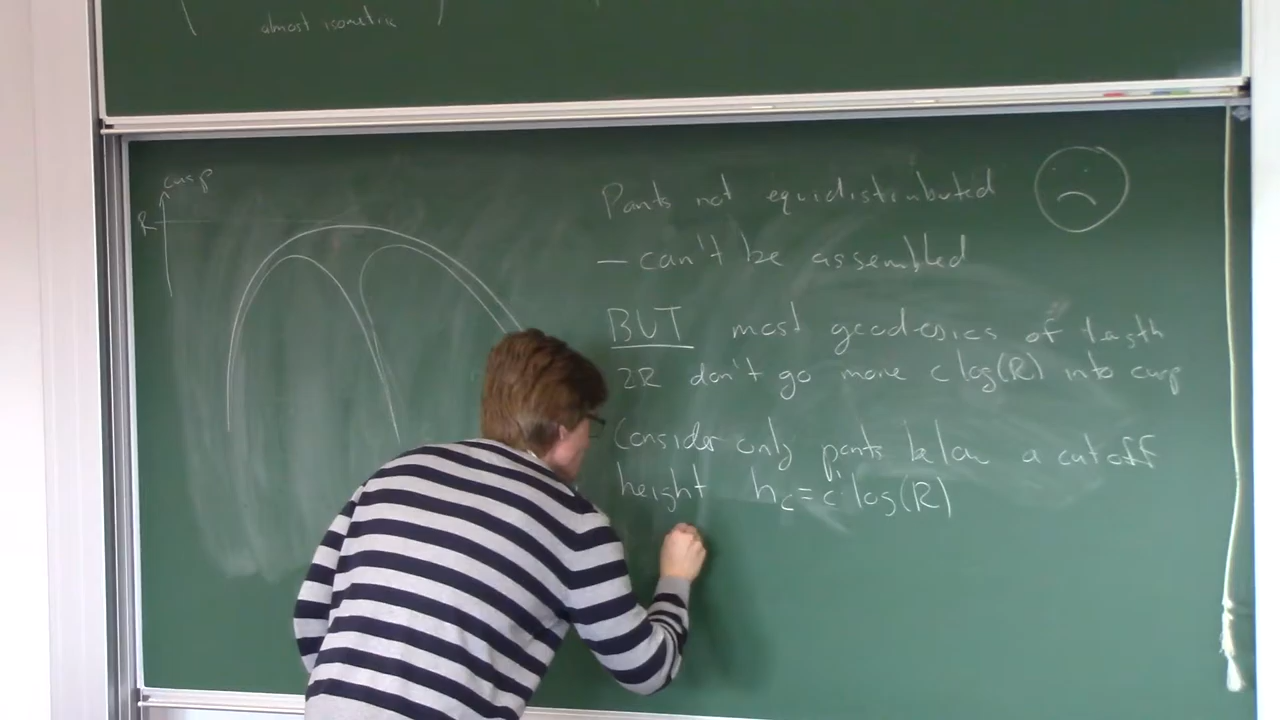 almost isometric
cusp
R
Pants not equidistributed
— can't be assembled
BUT most geodesics of length
2R don't go more c log(R) into cusp
Consider only pants below a cutoff
height h_c = c' log(R)